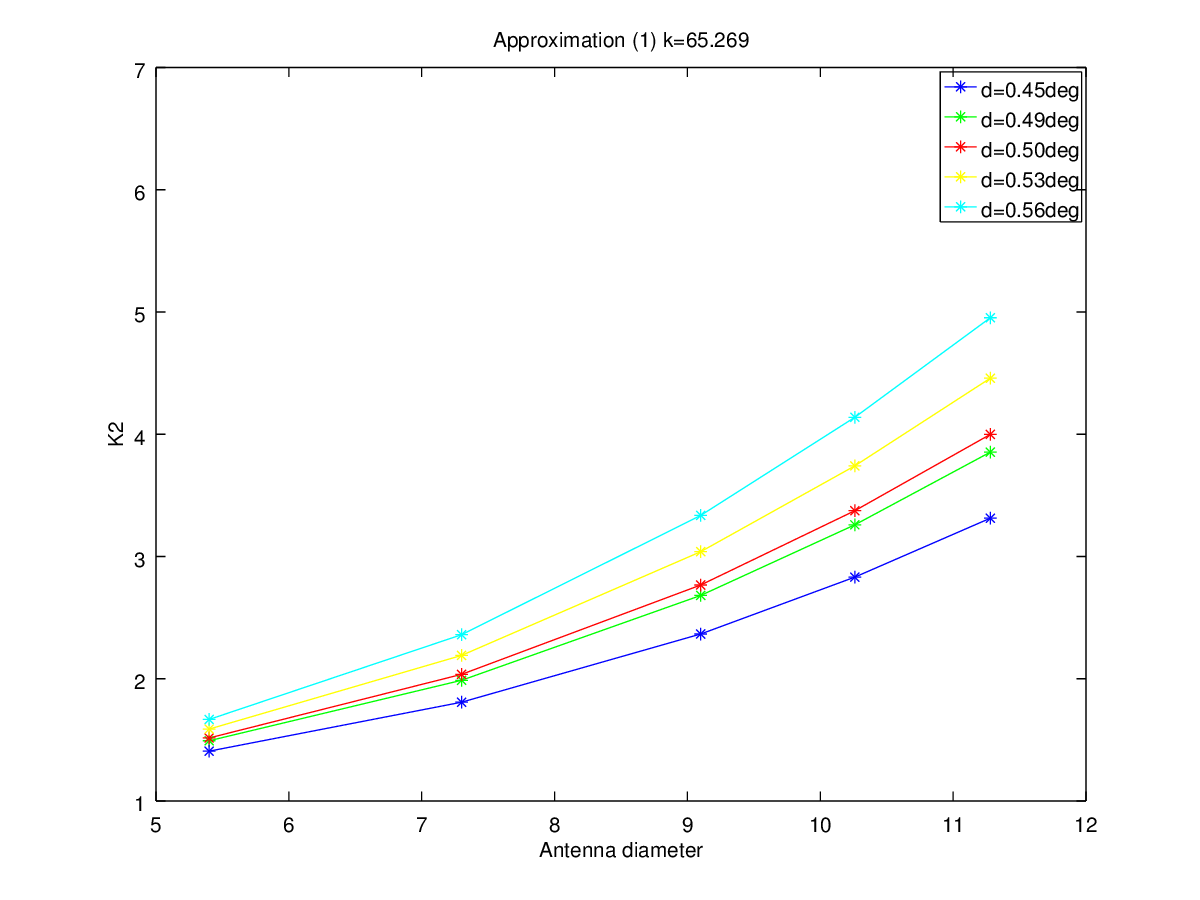 Approximation (1) k=65.269
7
6
5
4
3
2
1
K2
d=0.45deg
d=0.49deg
d=0.50deg
d=0.53deg
d=0.56deg
5 6 7 8 9 10 11 12
Antenna diameter